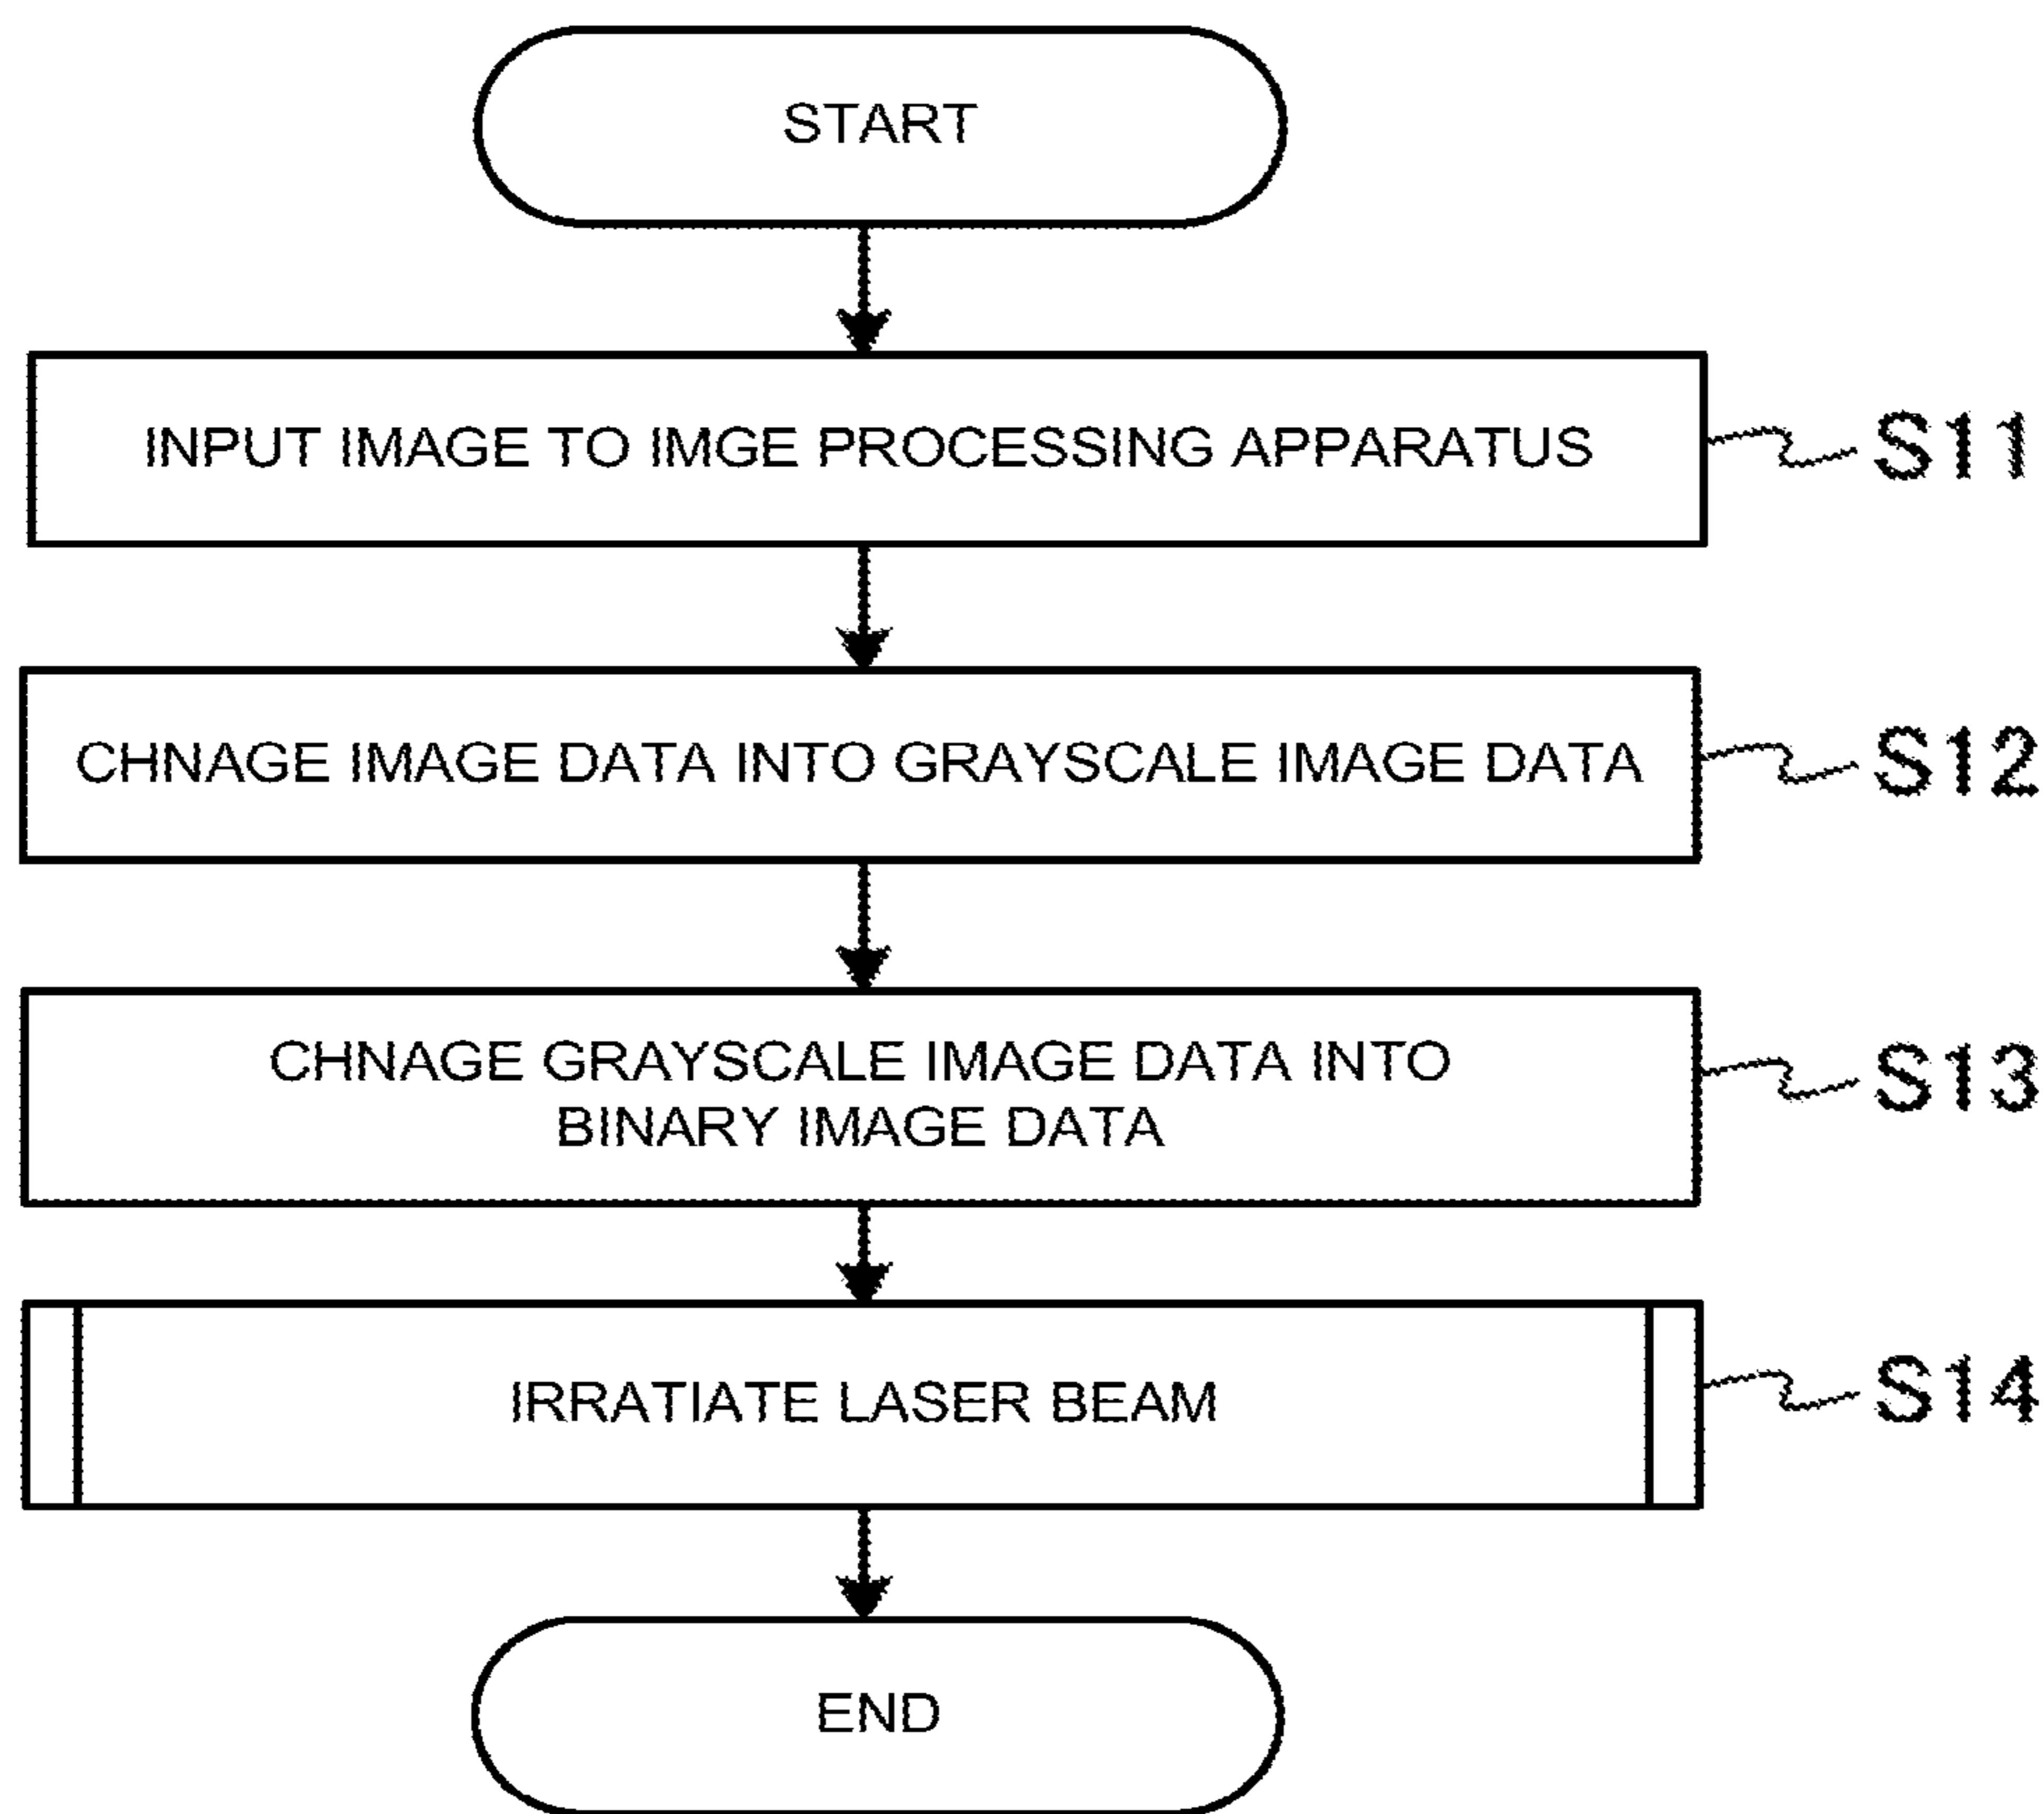 START
INPUT IMAGE TO IMGE PROCESSING APPARATUS
S11
CHNAGE IMAGE DATA INTO GRAYSCALE IMAGE DATA
S12
CHNAGE GRAYSCALE IMAGE DATA INTO
BINARY IMAGE DATA
S13
IRRATIATE LASER BEAM
S14
END